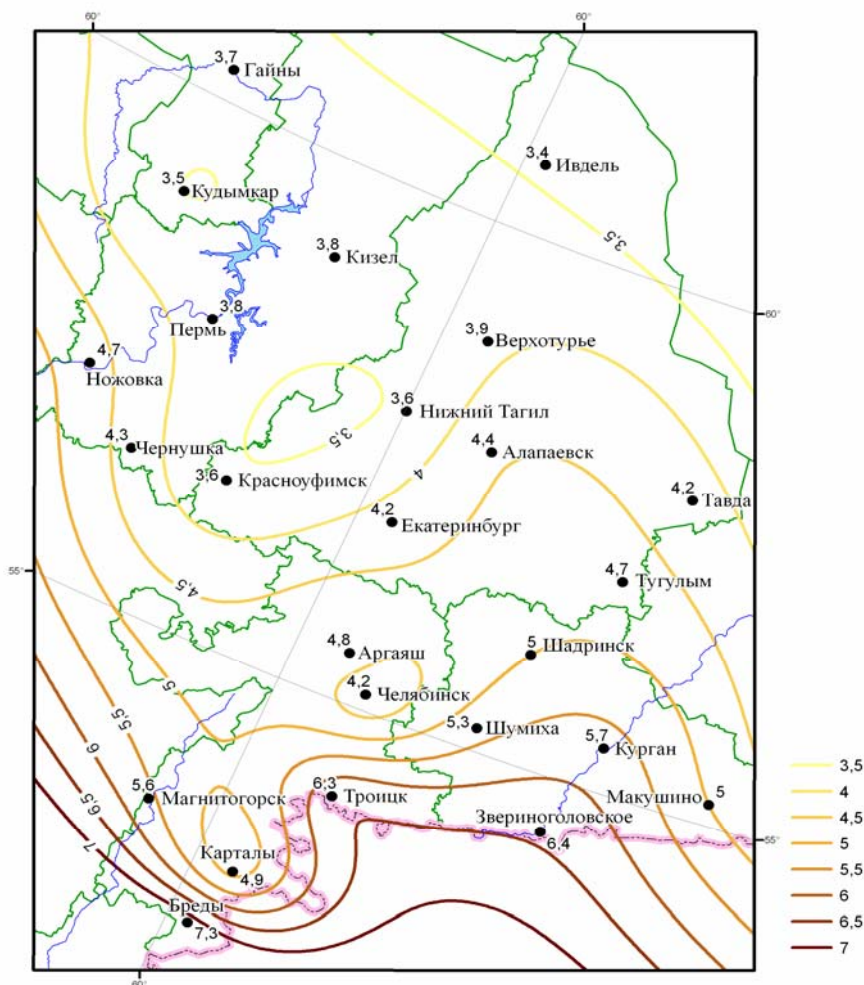 60°
60°
3,7
Гайны
3,4
Ивдель
3,5
Кудымкар
3,5
3,8
Кизел
3,8
Пермь
60°
3,9
Верхотурье
4,7
Ножовка
3,6
Нижний Тагил
3,5
4,3
Чернушка
4,4
Алапаевск
3,6
Красноуфимск
4
4,2
Тавда
4,2
Екатеринбург
55°
4,5
4,7
Тугулым
4,8
Аргаяш
5
Шадринск
4,2
Челябинск
5
5,5
5,3
Шумиха
5,7
Курган
6
5,6
Магнитогорск
6,3
Троицк
Макушино
5
6,5
Звериноголовское
6,4
55°
7
Карталы
4,9
Бреды
7,3
60°
3,5
4
4,5
5
5,5
6
6,5
7